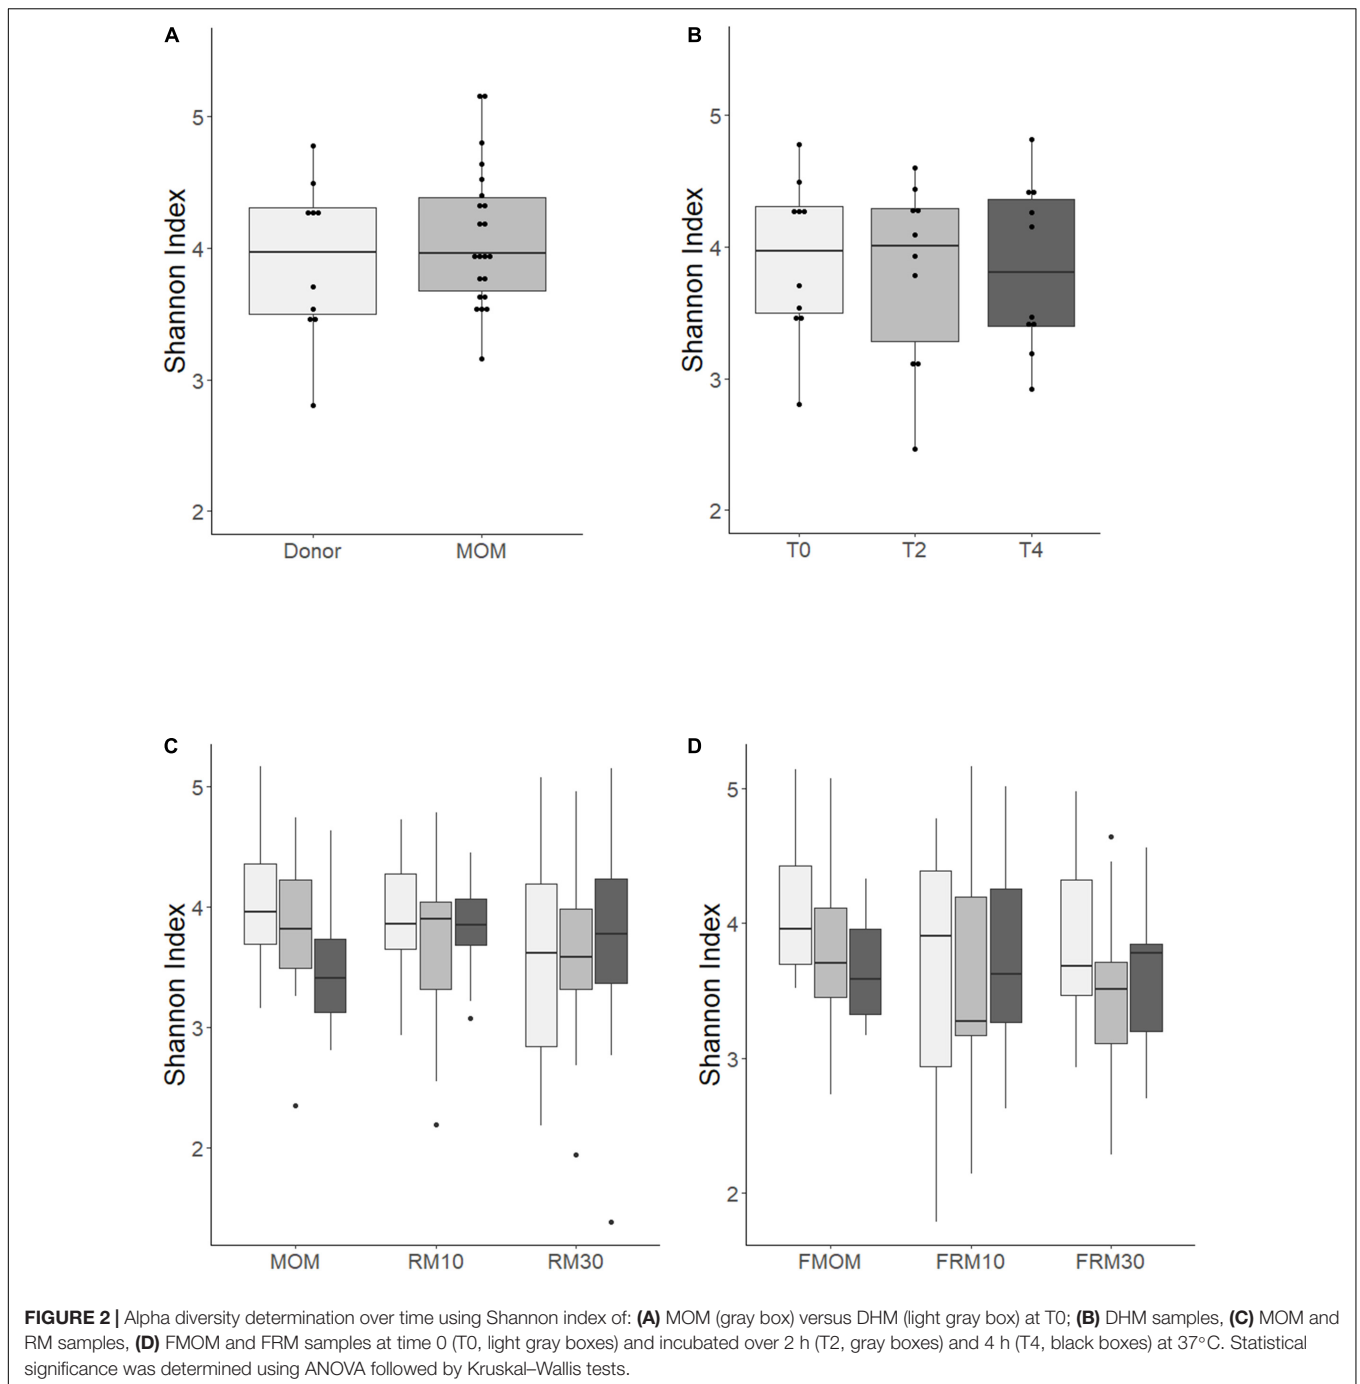 A
Shannon Index
5
4
3
2
Donor MOM
B
Shannon Index
5
4
3
2
T0 T2 T4
C
Shannon Index
5
4
3
2
MOM RM10 RM30
D
Shannon Index
5
4
3
2
FMOM FRM10 FRM30
FIGURE 2 | Alpha diversity determination over time using Shannon index of: (A) MOM (gray box) versus DHM (light gray box) at T0; (B) DHM samples, (C) MOM and
RM samples, (D) FMOM and FRM samples at time 0 (T0, light gray boxes) and incubated over 2 h (T2, gray boxes) and 4 h (T4, black boxes) at 37°C. Statistical
significance was determined using ANOVA followed by Kruskal–Wallis tests.